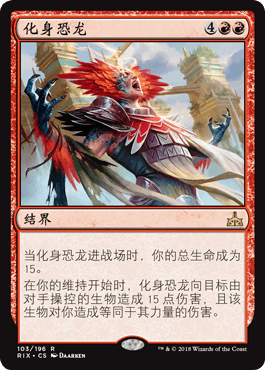 化身恐龙 4
结界
当化身恐龙进战场时，你的总生命成为
15。
在你的维持开始时，化身恐龙向目标由
对手操控的生物造成 15 点伤害，且该
生物对你造成等同于其力量的伤害。
103/196 R
RIX • CS DAARKEN
™ & © 2018 Wizards of the Coast